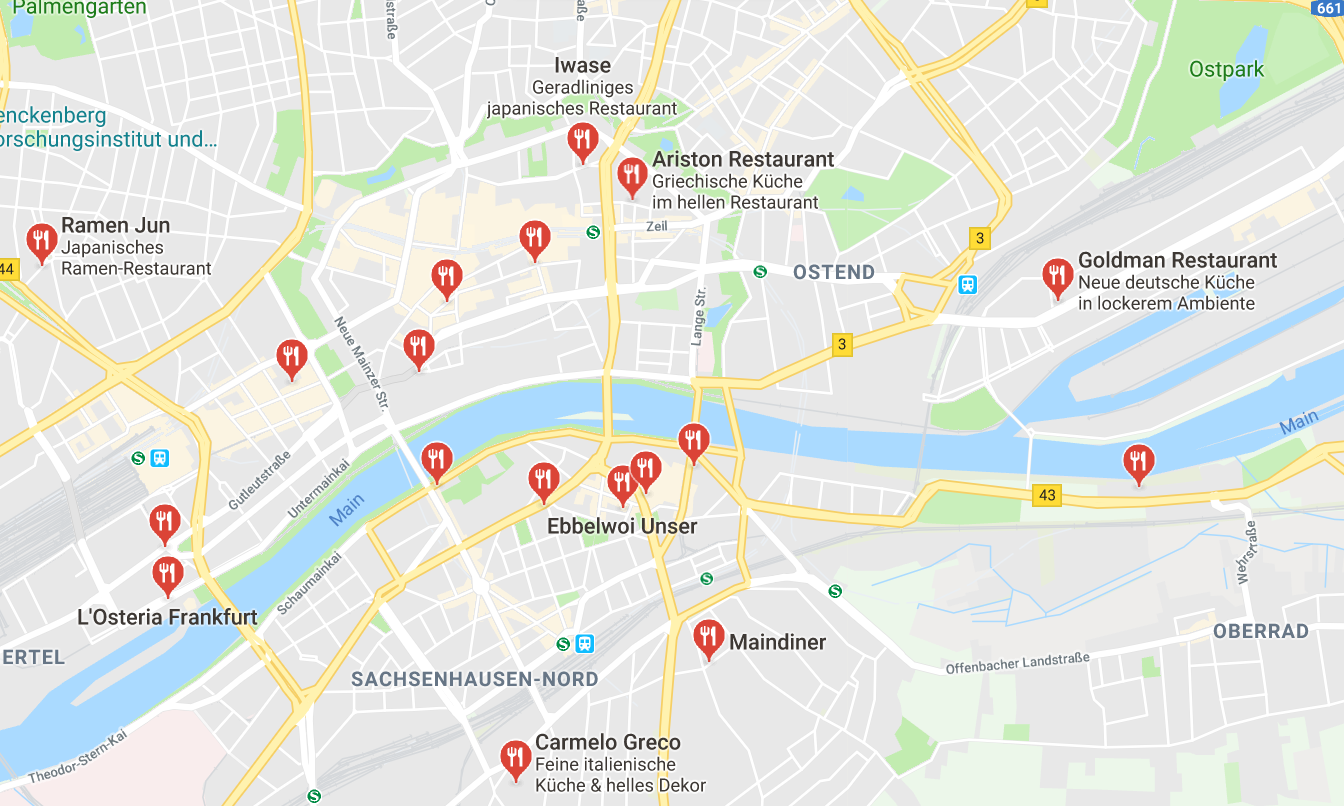 Palmengarten
661
Iwase
Geradliniges
japanisches Restaurant
Ostpark
enckenberg
orschungsinstitut und...
Ariston Restaurant
Griechische Küche
im hellen Restaurant
Zeil
S
Ramen Jun
Japanisches
Ramen-Restaurant
44
3
S
OSTEND
Goldman Restaurant
Neue deutsche Küche
in lockerem Ambiente
Lange Str.
Neue Mainzer Str.
3
Main
S
Gutleutstraße
Untermainkai
Main
43
Ebbelwoi Unser
Wehrstraße
Schaumainkai
S
S
L'Osteria Frankfurt
OBERRAD
S
Maindiner
ERTEL
Offenbacher Landstraße
SACHSENHAUSEN-NORD
Theodor-Stern-Kai
Carmelo Greco
Feine italienische
Küche & helles Dekor
S